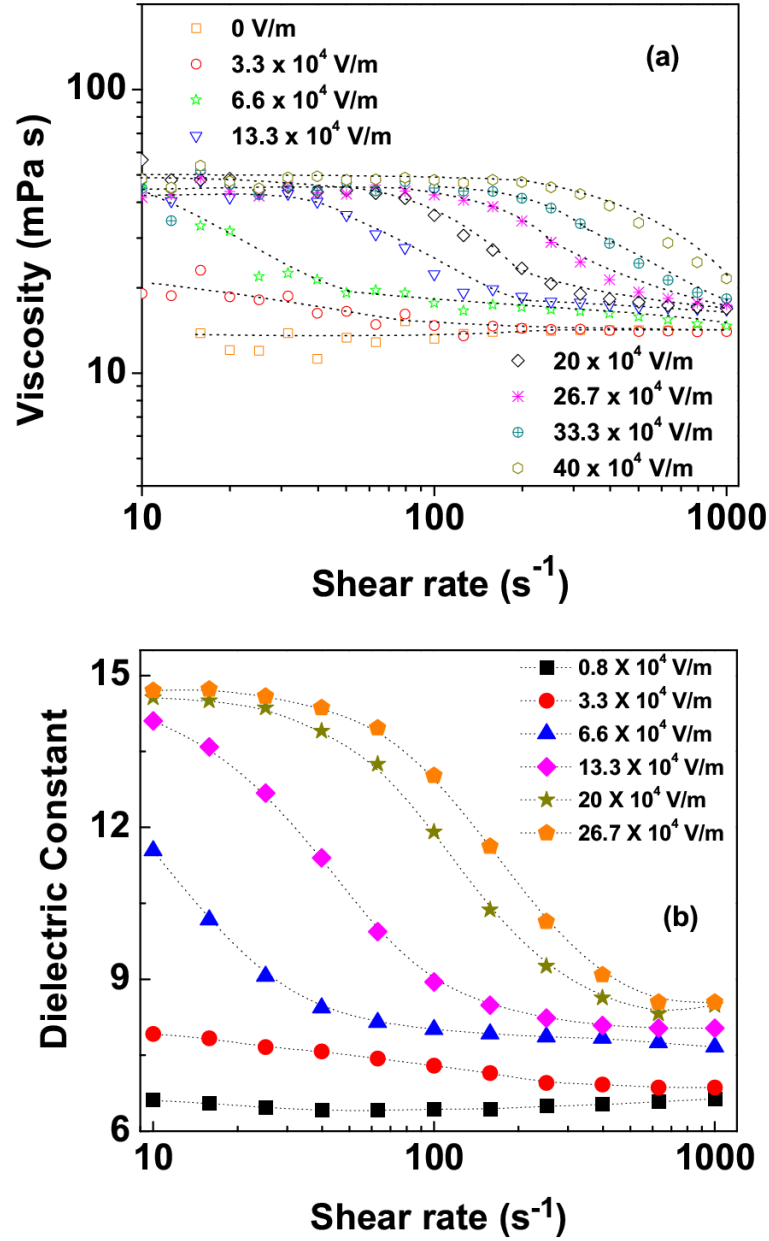 (a)
0 V/m
3.3 x 10⁴ V/m
6.6 x 10⁴ V/m
13.3 x 10⁴ V/m
100
10
Viscosity (mPa s)
20 x 10⁴ V/m
26.7 x 10⁴ V/m
33.3 x 10⁴ V/m
40 x 10⁴ V/m
10 100 1000
Shear rate (s⁻¹)
15
12
9
6
Dielectric Constant
0.8 X 10⁴ V/m
3.3 X 10⁴ V/m
6.6 X 10⁴ V/m
13.3 X 10⁴ V/m
20 X 10⁴ V/m
26.7 X 10⁴ V/m
(b)
10 100 1000
Shear rate (s⁻¹)